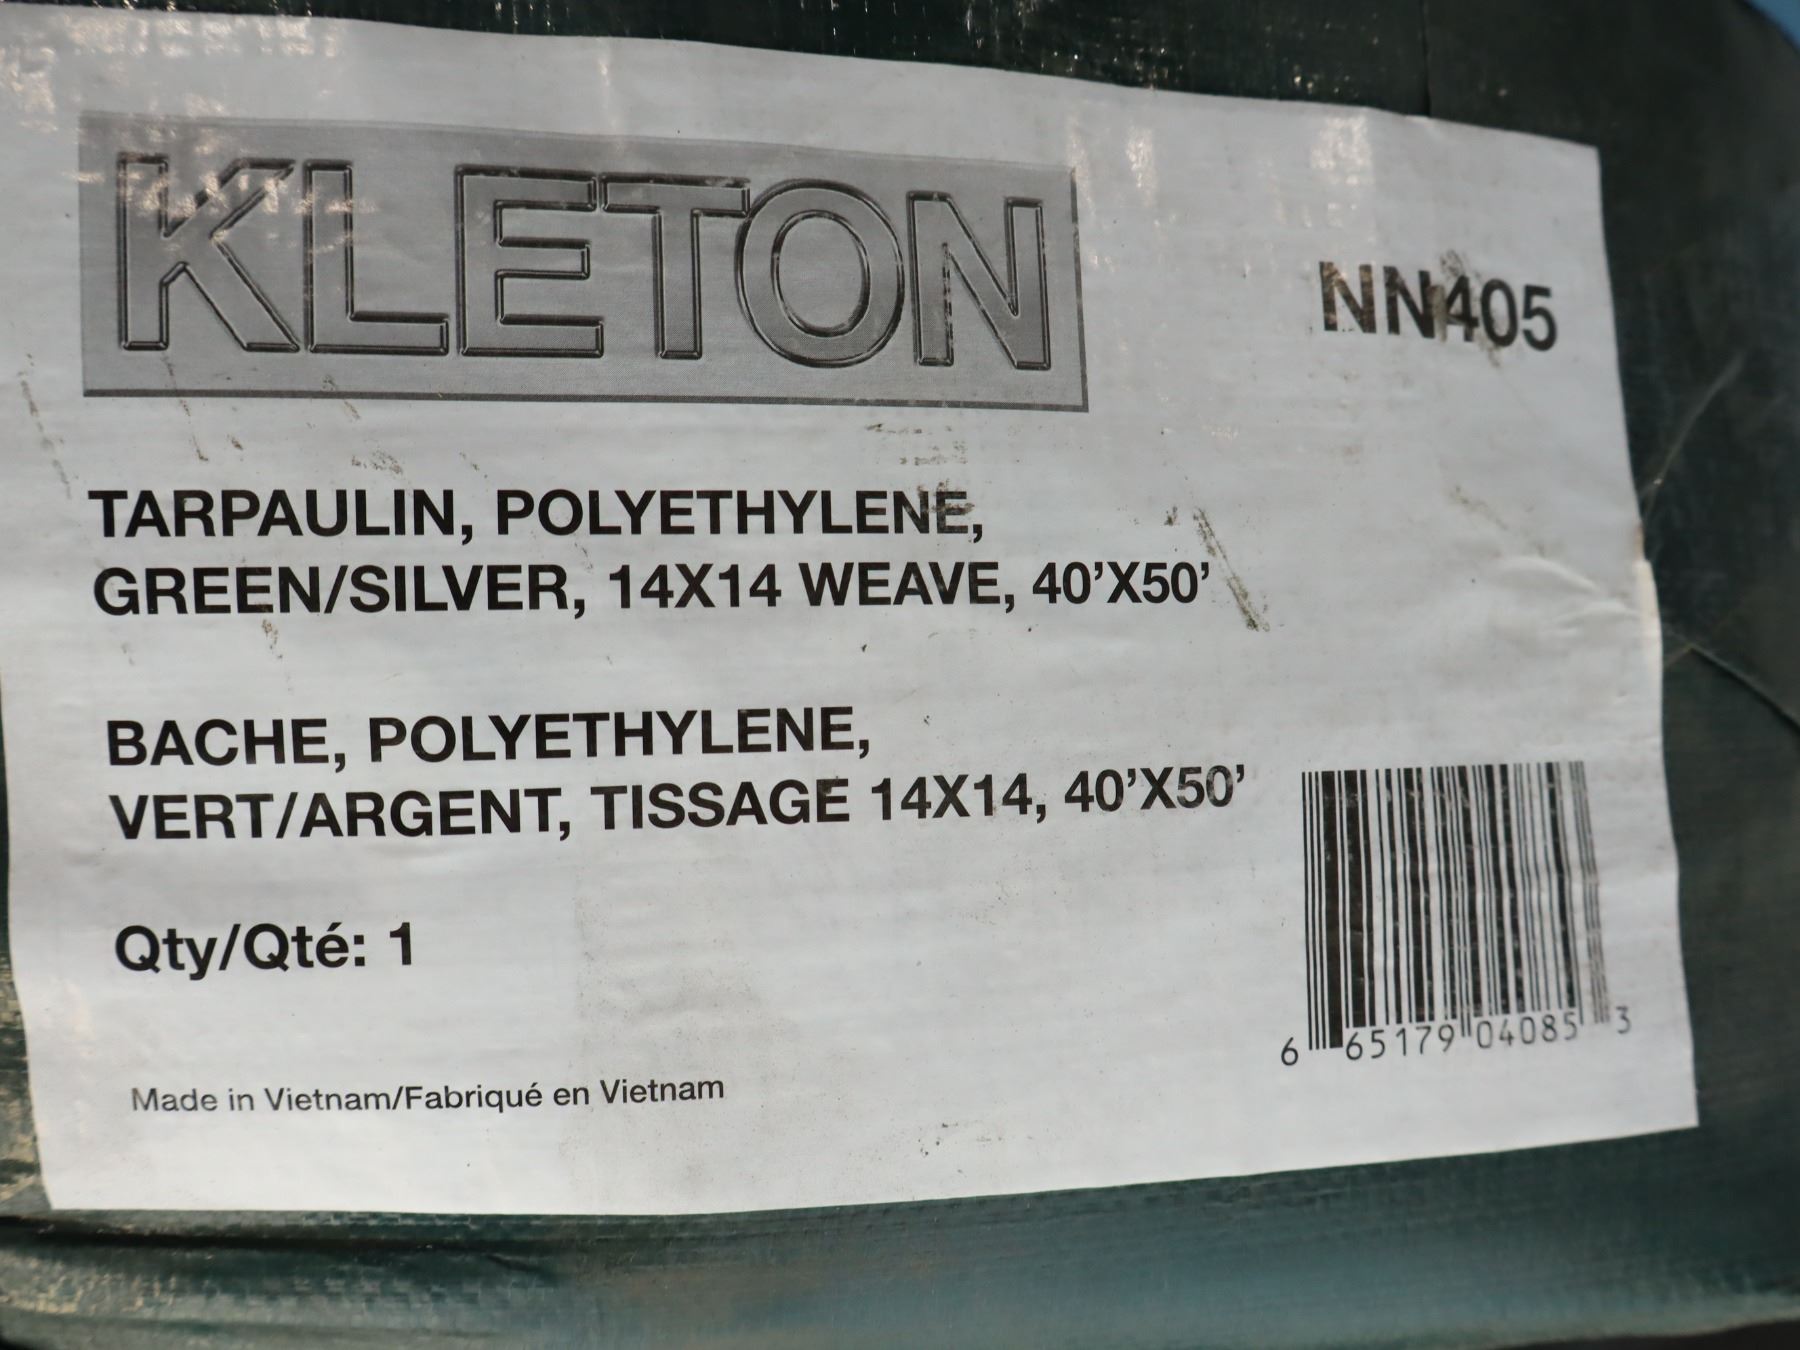 KLETON
NN405
TARPAULIN, POLYETHYLENE,
GREEN/SILVER, 14X14 WEAVE, 40'X50'
BACHE, POLYETHYLENE,
VERT/ARGENT, TISSAGE 14X14, 40'X50'
Qty/Qté: 1
Made in Vietnam/Fabriqué en Vietnam
6 65179 04085 3